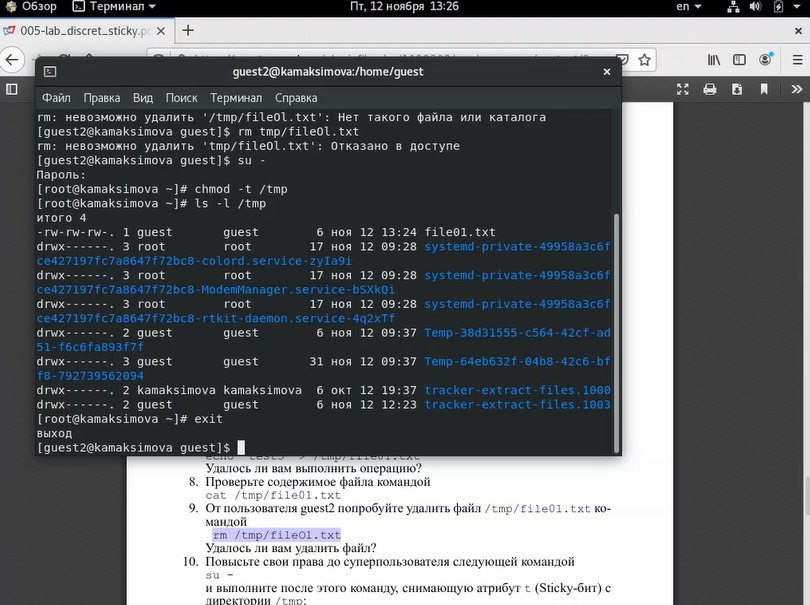 Обзор Терминал Пт, 12 ноября 13:26 en
005-lab_discret_sticky.pd
guest2@kamaksimova:/home/guest
Файл Правка Вид Поиск Терминал Справка
rm: невозможно удалить '/tmp/fileOl.txt': Нет такого файла или каталога
[guest2@kamaksimova guest]$ rm tmp/fileOl.txt
rm: невозможно удалить 'tmp/fileOl.txt': Отказано в доступе
[guest2@kamaksimova guest]$ su -
Пароль:
[root@kamaksimova ~]# chmod -t /tmp
[root@kamaksimova ~]# ls -l /tmp
итого 4
-rw-rw-rw-. 1 guest guest 6 ноя 12 13:24 file01.txt
drwx------. 3 root root 17 ноя 12 09:28 systemd-private-49958a3c6f
ce427197fc7a8647f72bc8-colord.service-zyIa9i
drwx------. 3 root root 17 ноя 12 09:28 systemd-private-49958a3c6f
ce427197fc7a8647f72bc8-ModemManager.service-bSXkQi
drwx------. 3 root root 17 ноя 12 09:28 systemd-private-49958a3c6f
ce427197fc7a8647f72bc8-rtkit-daemon.service-4q2xTf
drwx------. 2 guest guest 6 ноя 12 09:37 Temp-38d31555-c564-42cf-ad
51-f6c6fa893f7f
drwx------. 3 guest guest 31 ноя 12 09:37 Temp-64eb632f-04b8-42c6-bf
f8-792739562094
drwx------. 2 kamaksimova kamaksimova 6 окт 12 19:37 tracker-extract-files.1000
drwx------. 2 guest guest 6 ноя 12 12:23 tracker-extract-files.1003
[root@kamaksimova ~]# exit
выход
[guest2@kamaksimova guest]$
Удалось ли вам выполнить операцию?
8. Проверьте содержимое файла командой
cat /tmp/file01.txt
9. От пользователя guest2 попробуйте удалить файл /tmp/file01.txt ко-
мандой
rm /tmp/fileOl.txt
Удалось ли вам удалить файл?
10. Повысьте свои права до суперпользователя следующей командой
su -
и выполните после этого команду, снимающую атрибут t (Sticky-бит) с
директории /tmp: